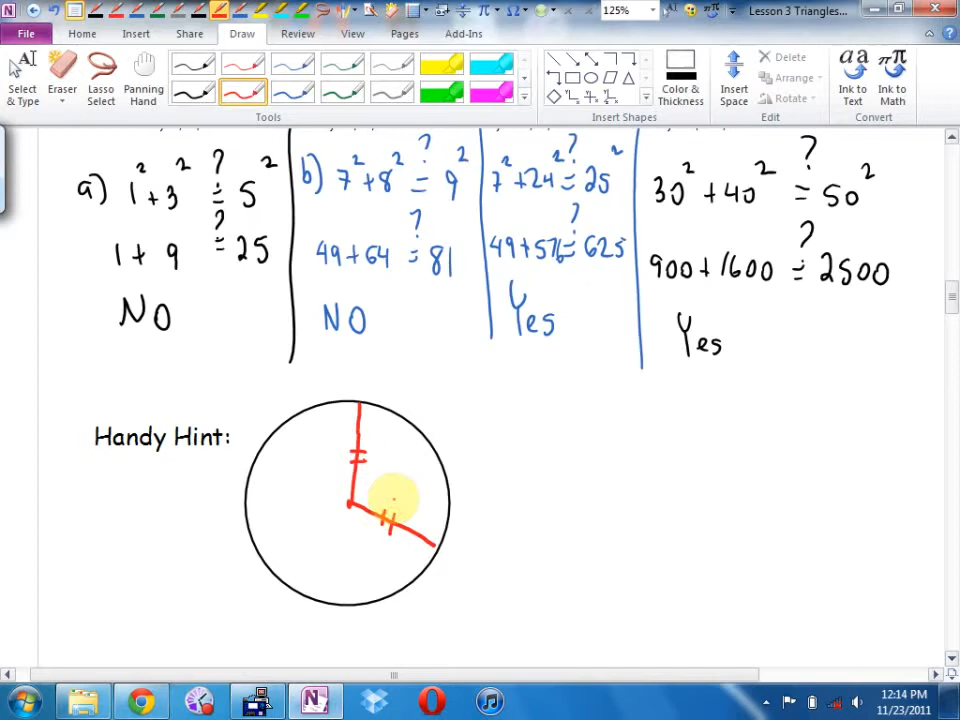 125%
Lesson 3 Triangles...
File Home Insert Share Draw Review View Pages Add-Ins
Select & Type
Eraser
Lasso Select
Panning Hand
Color & Thickness
Insert Space
Delete
Arrange
Rotate
Ink to Text
Ink to Math
Tools
Insert Shapes
Edit
Convert
a) 1² + 3² ≟ 5²
1 + 9 ≟ 25
NO
b) 7² + 8² ≟ 9²
49 + 64 ≟ 81
NO
7² + 24² ≟ 25²
49 + 576 ≟ 625
Yes
30² + 40² ≟ 50²
900 + 1600 ≟ 2500
Yes
Handy Hint:
12:14 PM
11/23/2011